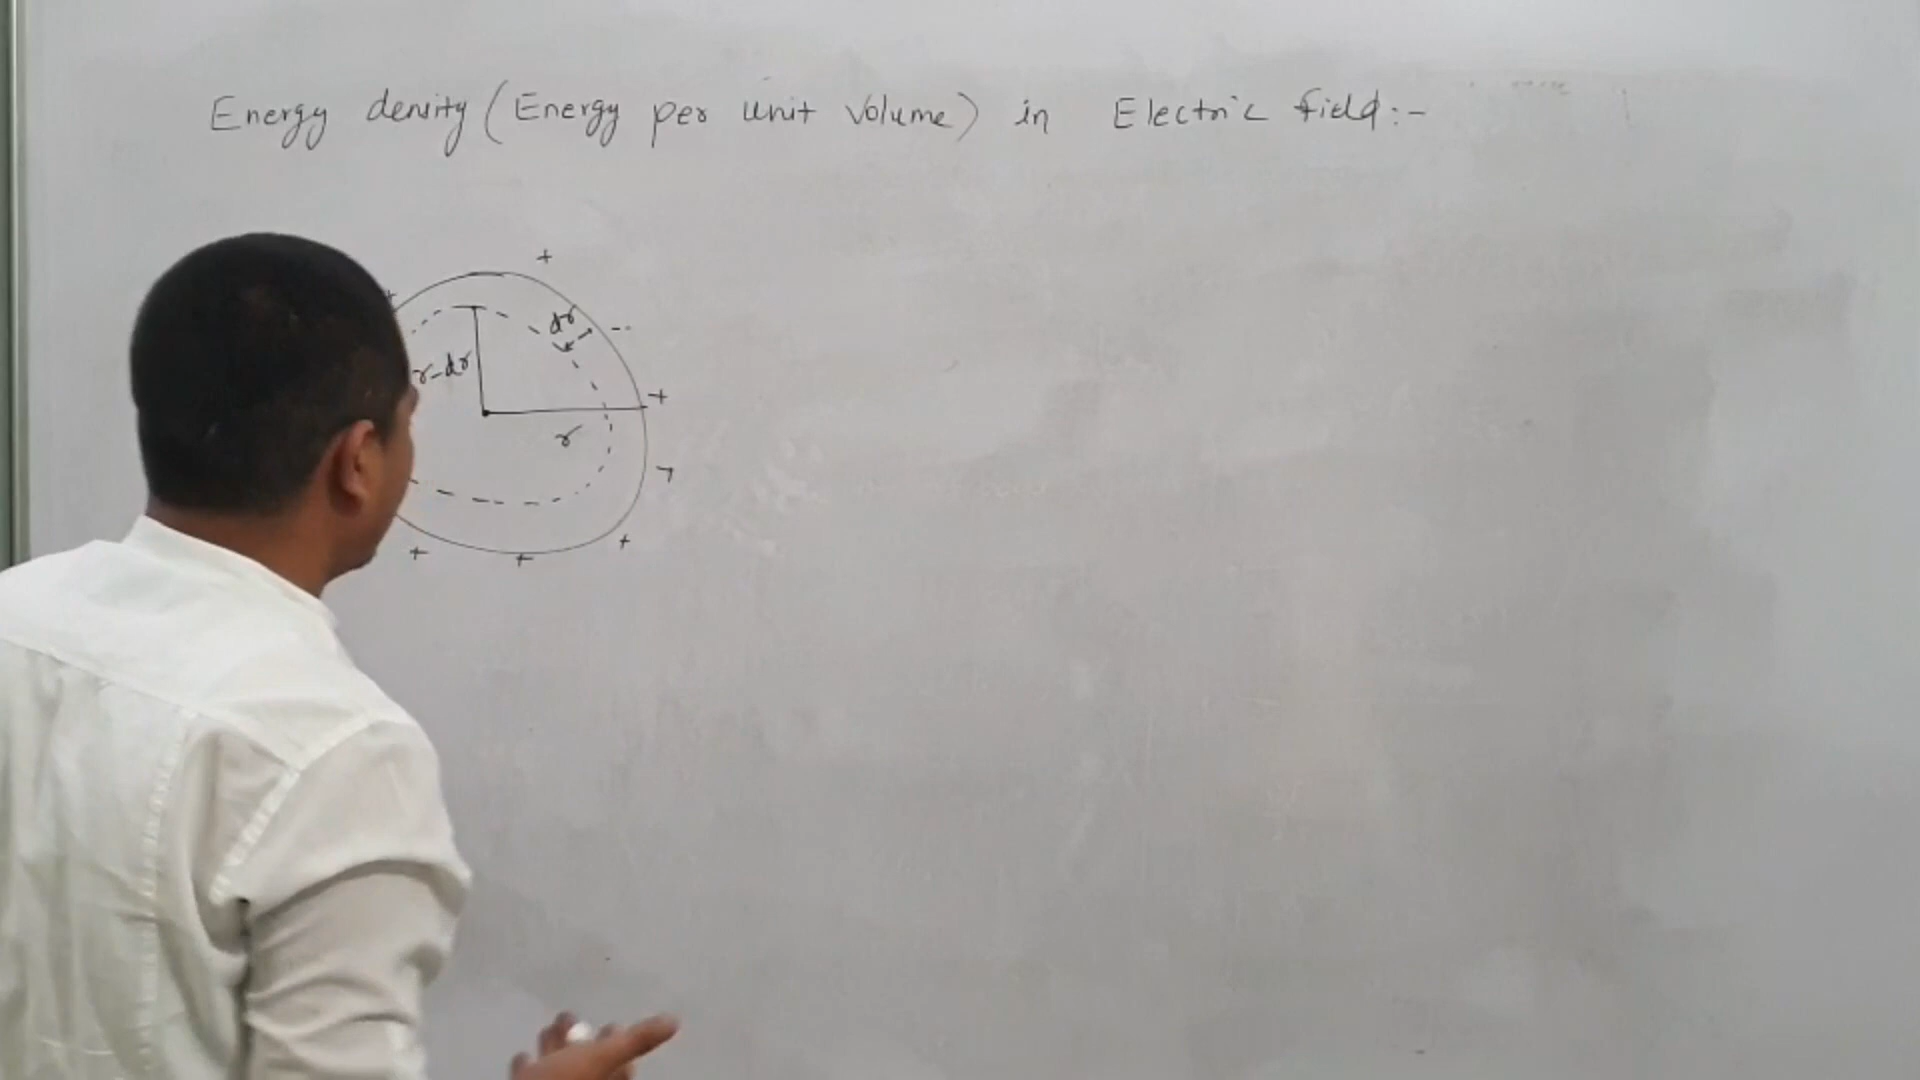 Energy density (Energy per unit volume) in Electric field:-
+
+
dr
-
r-dr
+
r
+
+
+
+